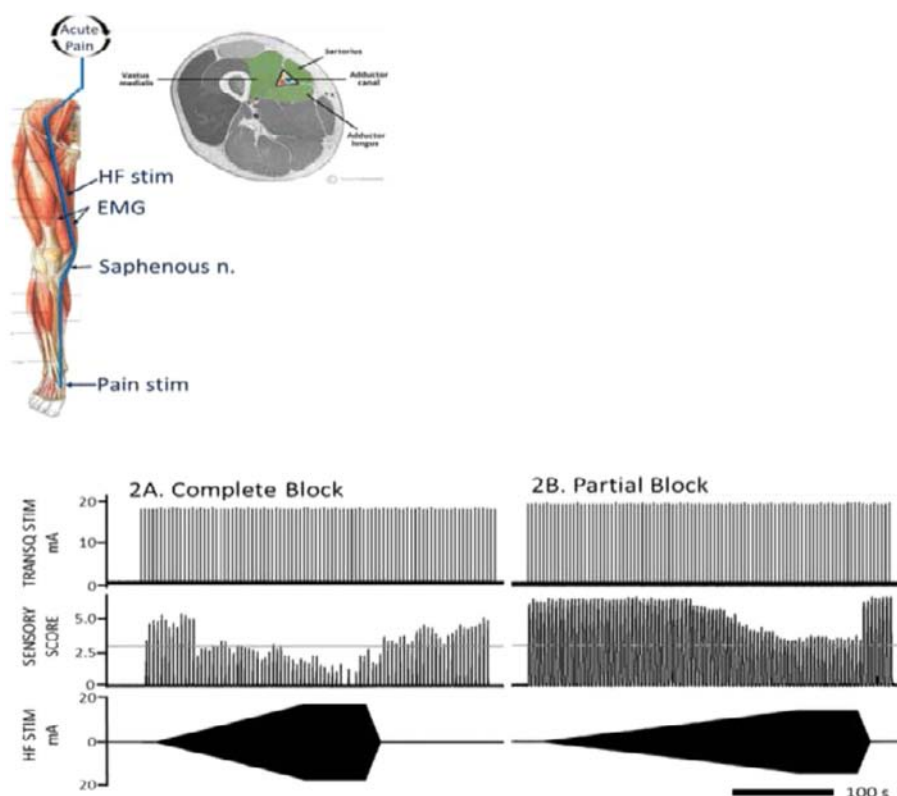 Acute
Pain
Sartorius
Vastus
medialis
Adductor
canal
Adductor
longus
HF stim
EMG
Saphenous n.
Pain stim
2A. Complete Block
2B. Partial Block
TRANSQ STIM
mA
20
10
0
SENSORY
SCORE
5.0
2.5
0
HF STIM
mA
20
0
20
100 s